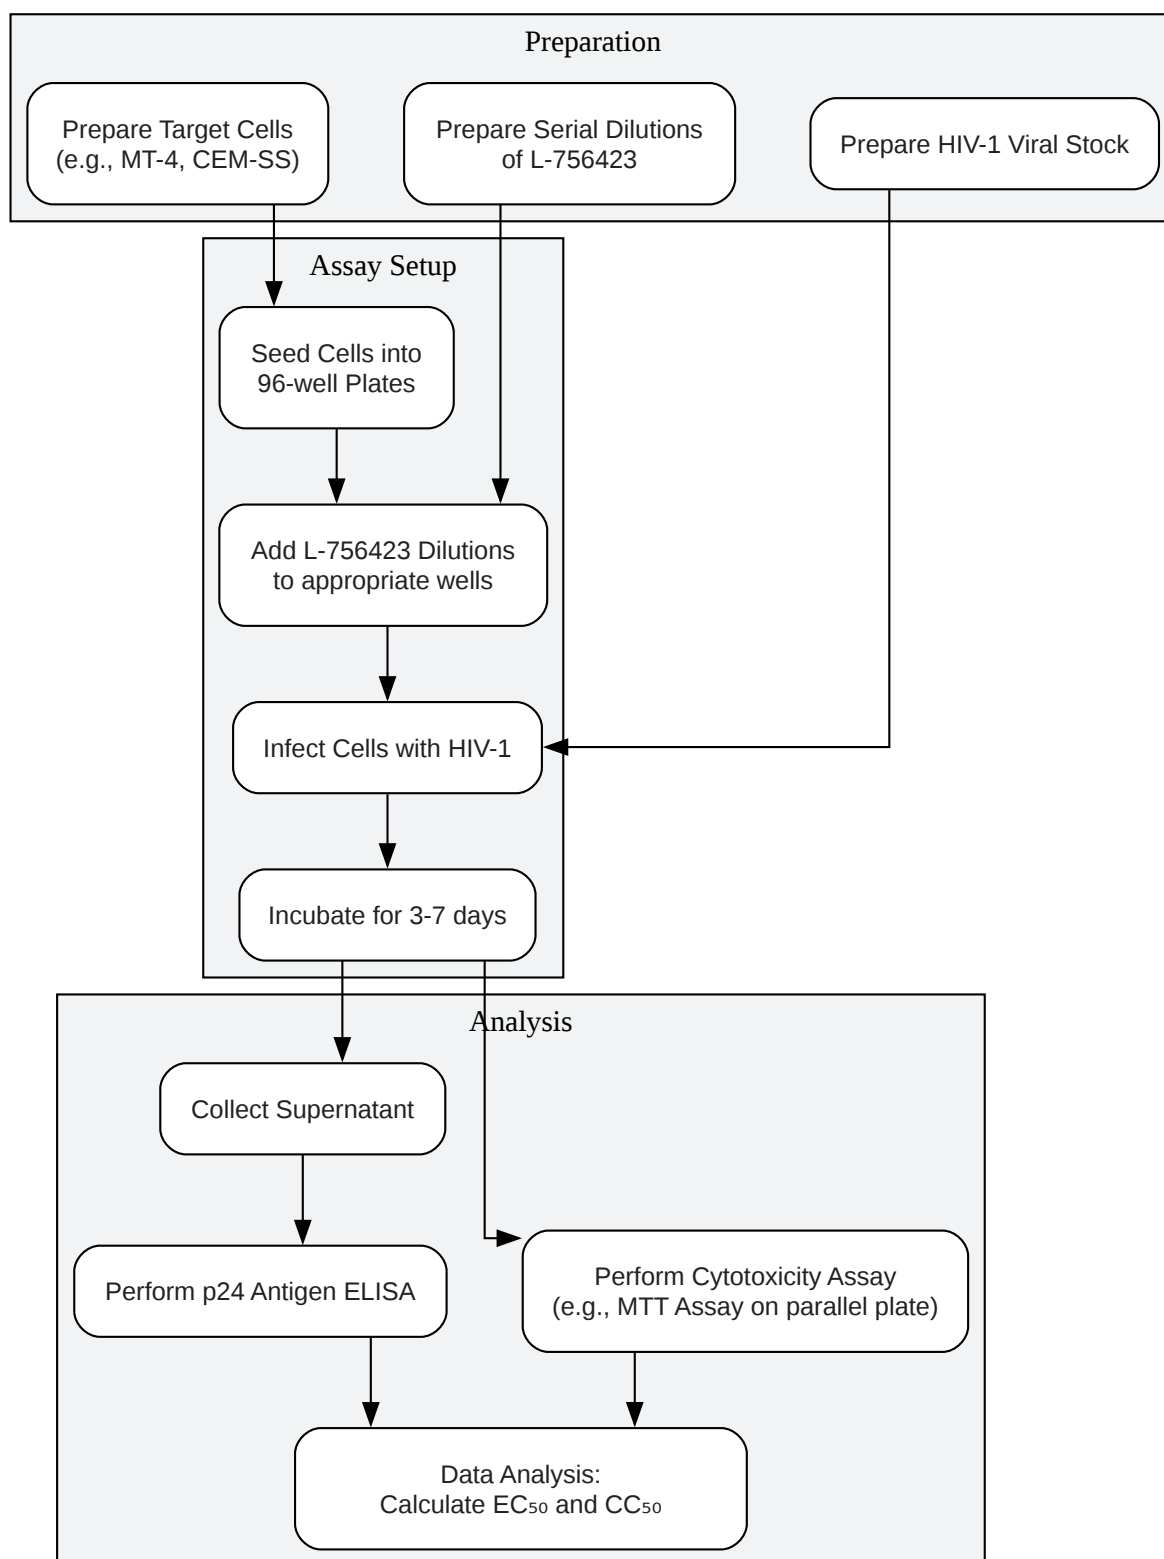 Preparation
Prepare Target Cells
(e.g., MT-4, CEM-SS)
Prepare Serial Dilutions
of L-756423
Prepare HIV-1 Viral Stock
Assay Setup
Seed Cells into
96-well Plates
Add L-756423 Dilutions
to appropriate wells
Infect Cells with HIV-1
Incubate for 3-7 days
Analysis
Collect Supernatant
Perform p24 Antigen ELISA
Perform Cytotoxicity Assay
(e.g., MTT Assay on parallel plate)
Data Analysis:
Calculate EC₅₀ and CC₅₀